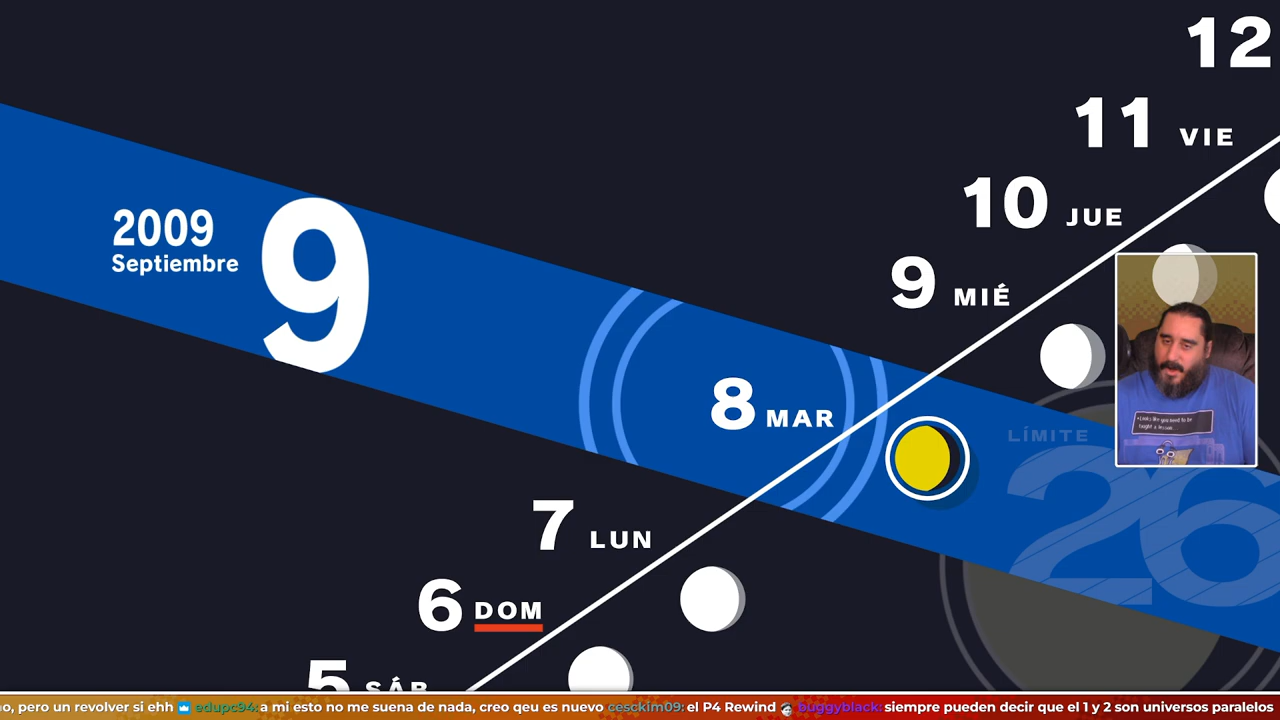 12
11 VIE
10 JUE
9 MIÉ
2009
Septiembre
9
8 MAR
LÍMITE
26
7 LUN
6 DOM
5 SÁB
pero un revolver si ehh edupc94: a mi esto no me suena de nada, creo qeu es nuevo cesckim09: el P4 Rewind buggyblack: siempre pueden decir que el 1 y 2 son universos paralelos